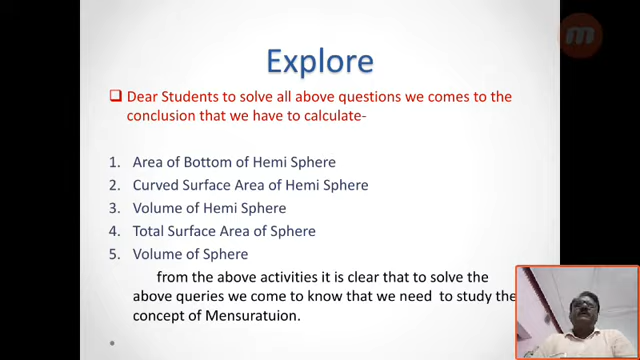 Explore
❑ Dear Students to solve all above questions we comes to the
conclusion that we have to calculate-
1. Area of Bottom of Hemi Sphere
2. Curved Surface Area of Hemi Sphere
3. Volume of Hemi Sphere
4. Total Surface Area of Sphere
5. Volume of Sphere
from the above activities it is clear that to solve the
above queries we come to know that we need to study the
concept of Mensuratuion.